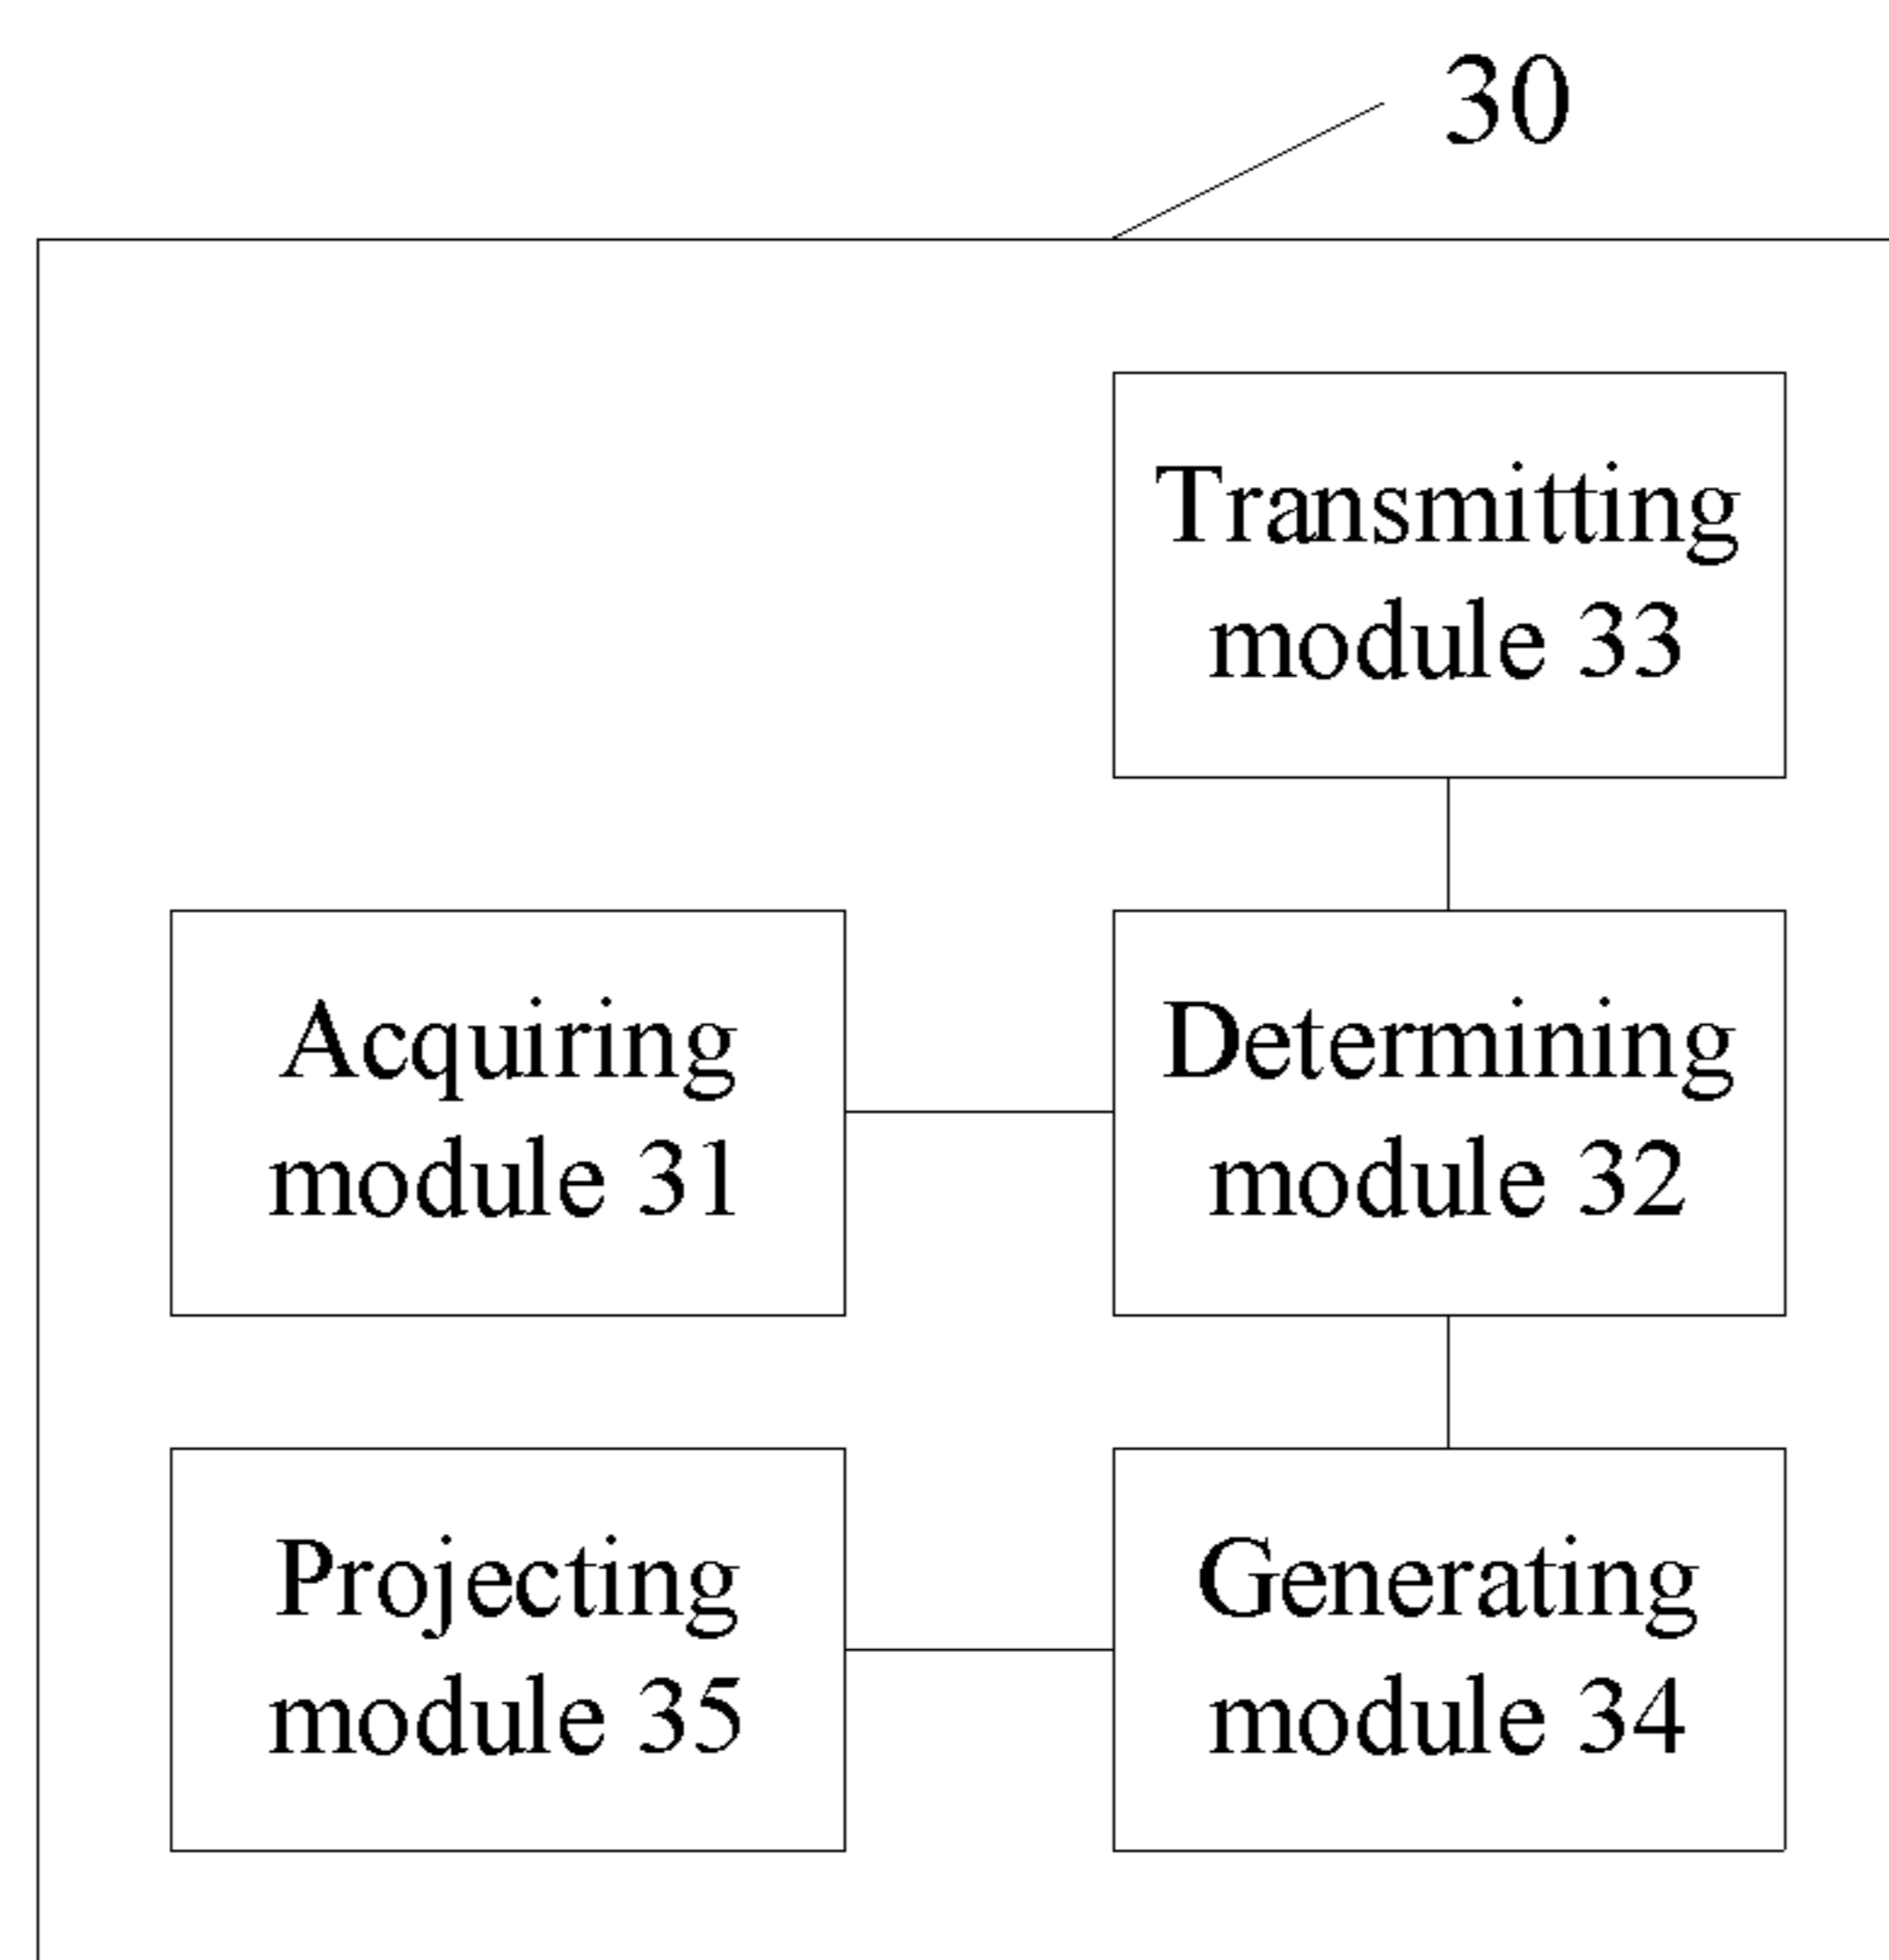 30
Transmitting
module 33
Acquiring
module 31
Determining
module 32
Projecting
module 35
Generating
module 34